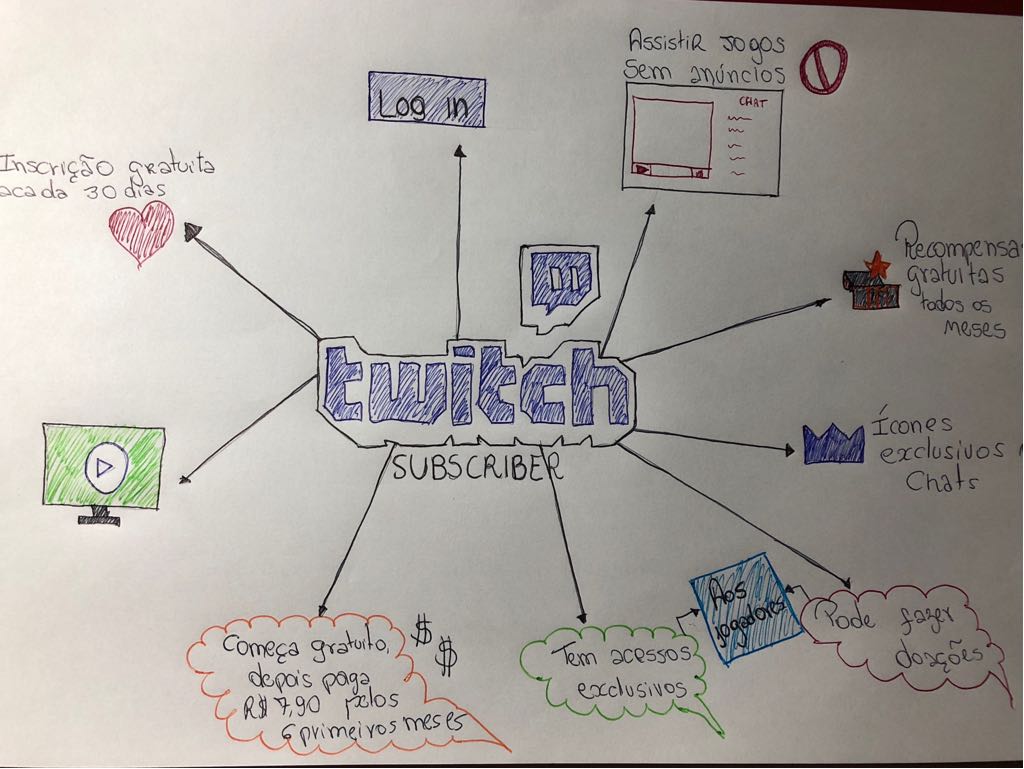 Assistir jogos
sem anúncios
CHAT
Log in
Inscrição gratuita
acada 30 dias
Recompensa
gratuitas
todos os
meses
twitch
SUBSCRIBER
Ícones
exclusivos
Chats
Aos
jogadores
Pode fazer
doações
Começa gratuito,
depois paga
R$ 7,90 pelos
6 primeiros meses
$
$
Tem acessos
exclusivos